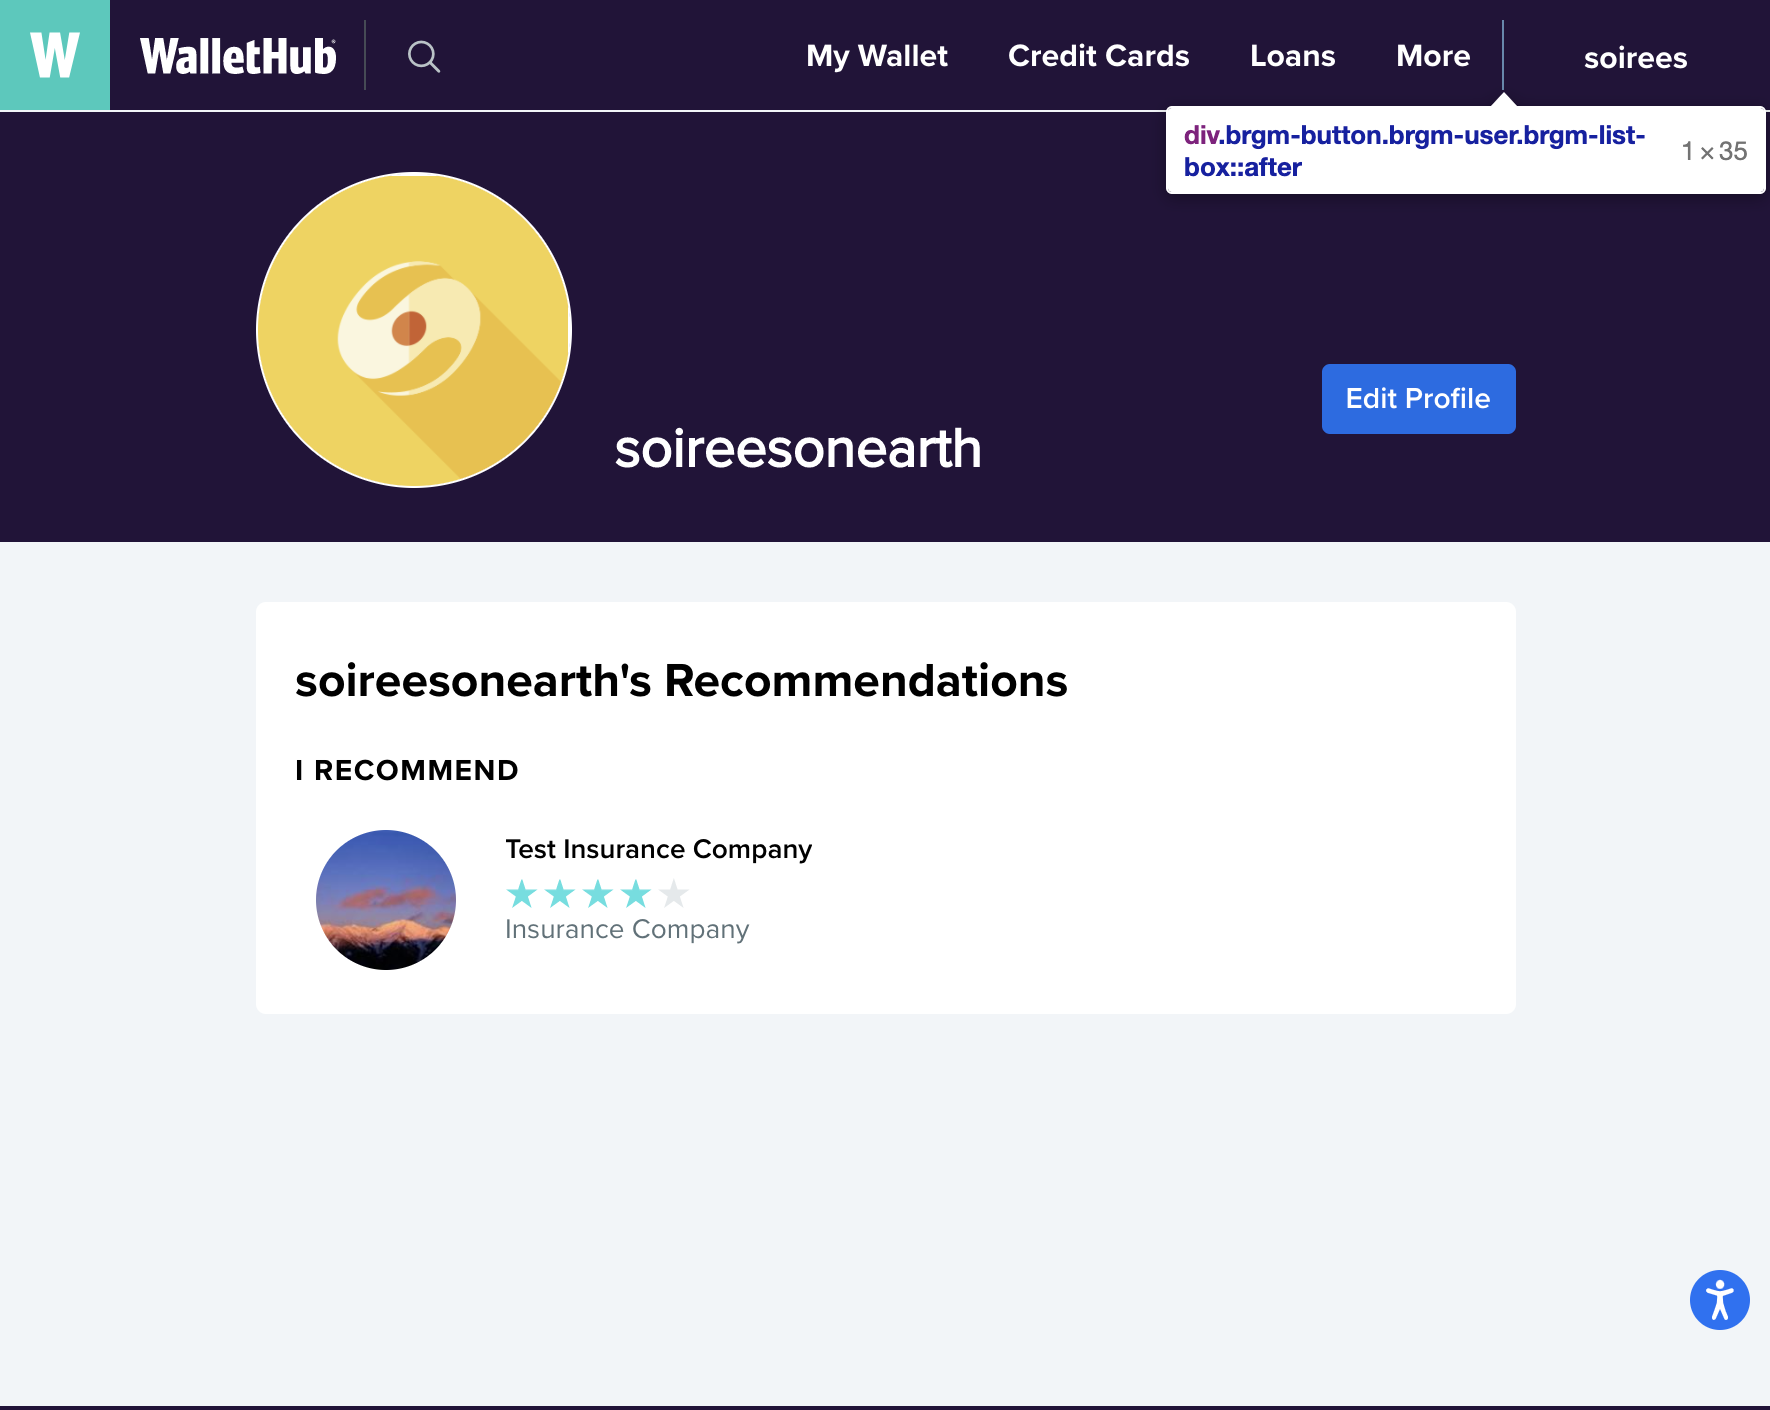 W WalletHub My Wallet Credit Cards Loans More soirees
div.brgm-button.brgm-user.brgm-list-
box::after
1 × 35
soireesonearth
Edit Profile
soireesonearth's Recommendations
I RECOMMEND
Test Insurance Company
Insurance Company